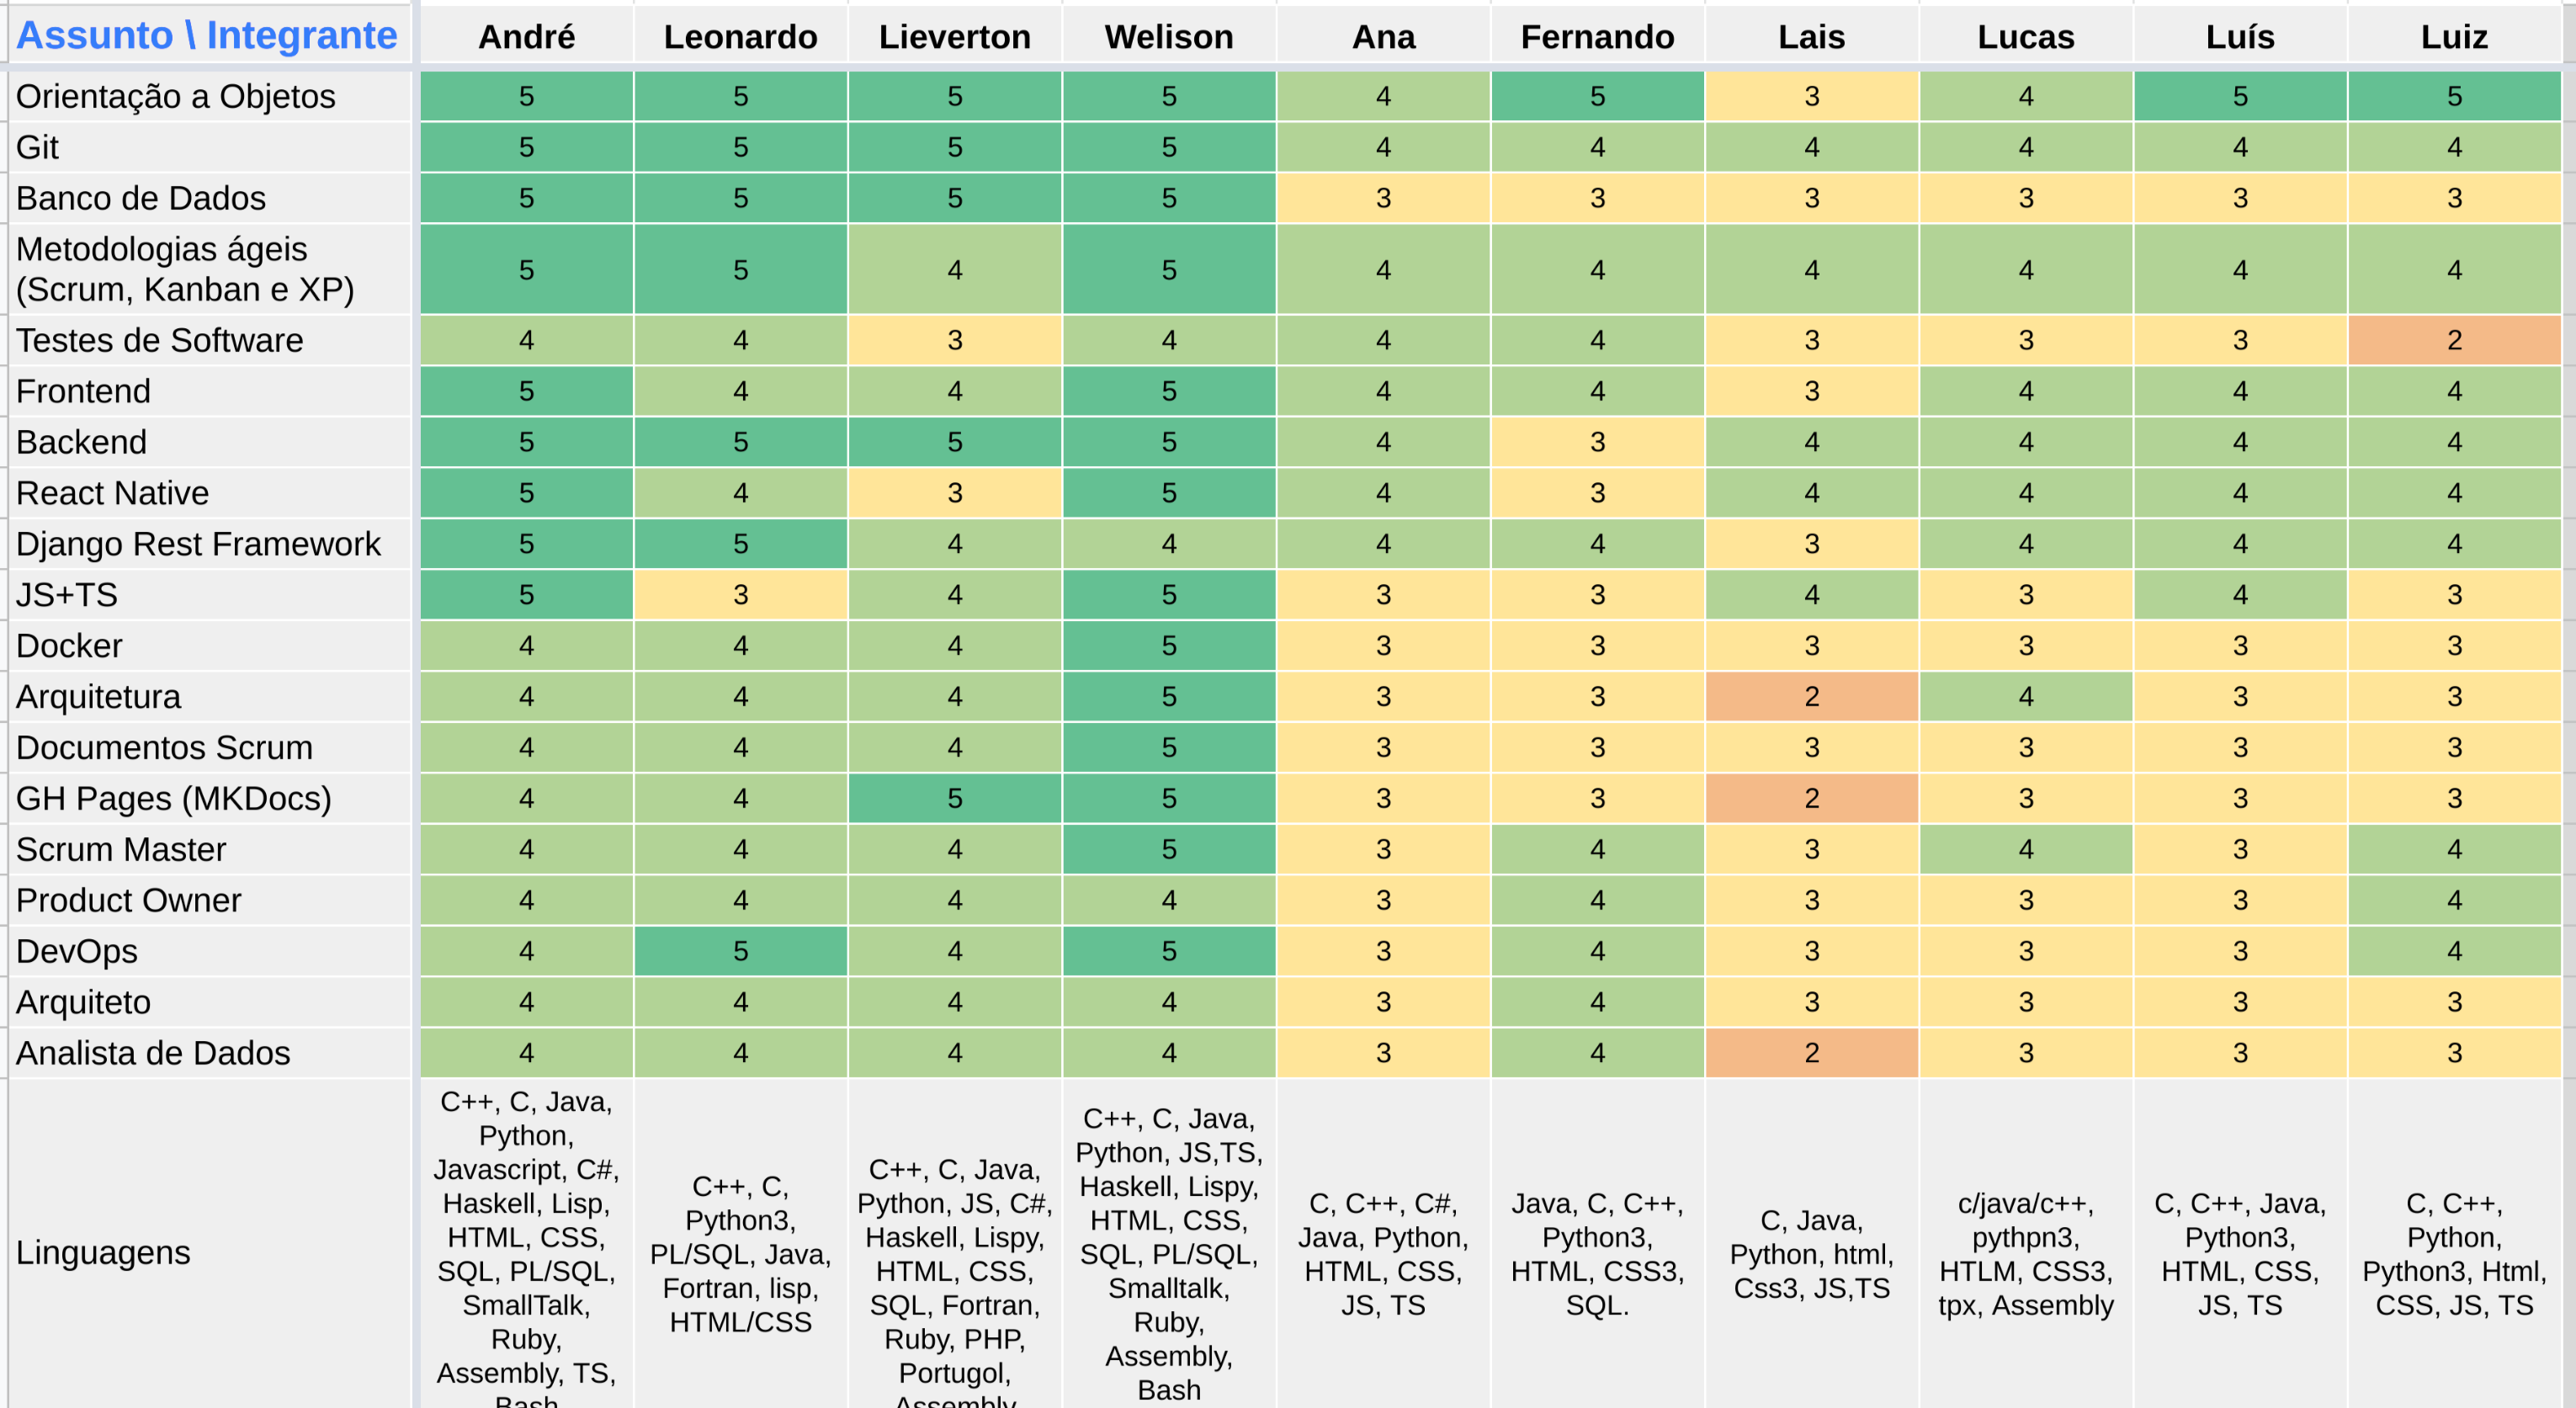 Assunto \ Integrante André Leonardo Lieverton Welison Ana Fernando Lais Lucas Luís Luiz
Orientação a Objetos 5 5 5 5 4 5 3 4 5 5
Git 5 5 5 5 4 4 4 4 4 4
Banco de Dados 5 5 5 5 3 3 3 3 3 3
Metodologias ágeis
(Scrum, Kanban e XP) 5 5 4 5 4 4 4 4 4 4
Testes de Software 4 4 3 4 4 4 3 3 3 2
Frontend 5 4 4 5 4 4 3 4 4 4
Backend 5 5 5 5 4 3 4 4 4 4
React Native 5 4 3 5 4 3 4 4 4 4
Django Rest Framework 5 5 4 4 4 4 3 4 4 4
JS+TS 5 3 4 5 3 3 4 3 4 3
Docker 4 4 4 5 3 3 3 3 3 3
Arquitetura 4 4 4 5 3 3 2 4 3 3
Documentos Scrum 4 4 4 5 3 3 3 3 3 3
GH Pages (MKDocs) 4 4 5 5 3 3 2 3 3 3
Scrum Master 4 4 4 5 3 4 3 4 3 4
Product Owner 4 4 4 4 3 4 3 3 3 4
DevOps 4 5 4 5 3 4 3 3 3 4
Arquiteto 4 4 4 4 3 4 3 3 3 3
Analista de Dados 4 4 4 4 3 4 2 3 3 3
Linguagens
C++, C, Java,
Python,
Javascript, C#,
Haskell, Lisp,
HTML, CSS,
SQL, PL/SQL,
SmallTalk,
Ruby,
Assembly, TS,
Bash
C++, C,
Python3,
PL/SQL, Java,
Fortran, lisp,
HTML/CSS
C++, C, Java,
Python, JS, C#,
Haskell, Lispy,
HTML, CSS,
SQL, Fortran,
Ruby, PHP,
Portugol,
Assembly
C++, C, Java,
Python, JS,TS,
Haskell, Lispy,
HTML, CSS,
SQL, PL/SQL,
Smalltalk,
Ruby,
Assembly,
Bash
C, C++, C#,
Java, Python,
HTML, CSS,
JS, TS
Java, C, C++,
Python3,
HTML, CSS3,
SQL.
C, Java,
Python, html,
Css3, JS,TS
c/java/c++,
pythpn3,
HTLM, CSS3,
tpx, Assembly
C, C++, Java,
Python3,
HTML, CSS,
JS, TS
C, C++,
Python,
Python3, Html,
CSS, JS, TS